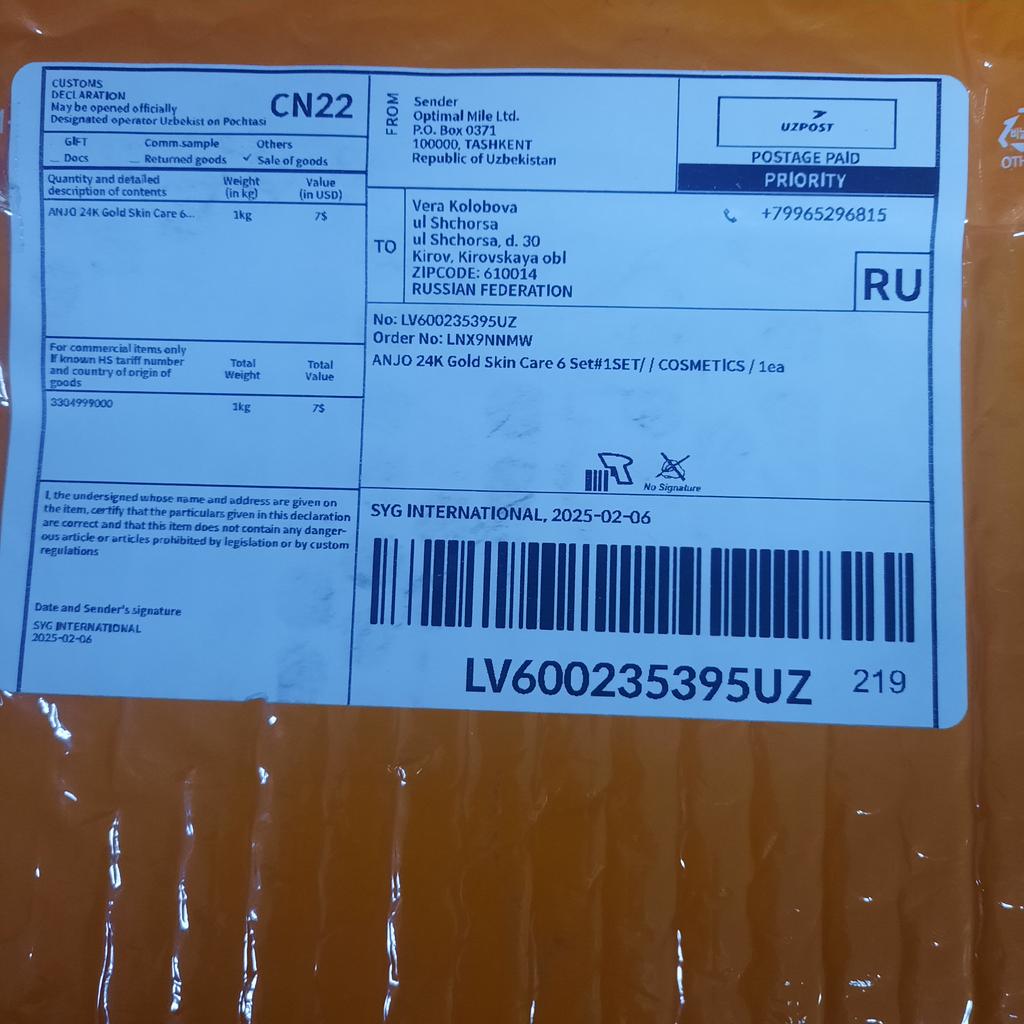 CUSTOMS
DECLARATION
May be opened officially
Designated operator Uzbekist on Pochtasi
CN22
GIFT Comm.sample Others
Docs Returned goods ✓ Sale of goods
Quantity and detailed
description of contents
Weight
(in kg)
Value
(in USD)
ANJO 24K Gold Skin Care 6... 1kg 7$
For commercial items only
If known HS tariff number
and country of origin of
goods
Total
Weight
Total
Value
3304999000 1kg 7$
I, the undersigned whose name and address are given on
the item, certify that the particulars given in this declaration
are correct and that this item does not contain any danger-
ous article or articles prohibited by legislation or by custom
regulations
Date and Sender's signature
SYG INTERNATIONAL
2025-02-06
FROM
Sender
Optimal Mile Ltd.
P.O. Box 0371
100000, TASHKENT
Republic of Uzbekistan
UZPOST
POSTAGE PAID
PRIORITY
TO
Vera Kolobova
ul Shchorsa
ul Shchorsa, d. 30
Kirov, Kirovskaya obl
ZIPCODE: 610014
RUSSIAN FEDERATION
+79965296815
RU
No: LV600235395UZ
Order No: LNX9NNMW
ANJO 24K Gold Skin Care 6 Set#1SET/ / COSMETICS / 1ea
No Signature
SYG INTERNATIONAL, 2025-02-06
LV600235395UZ 219